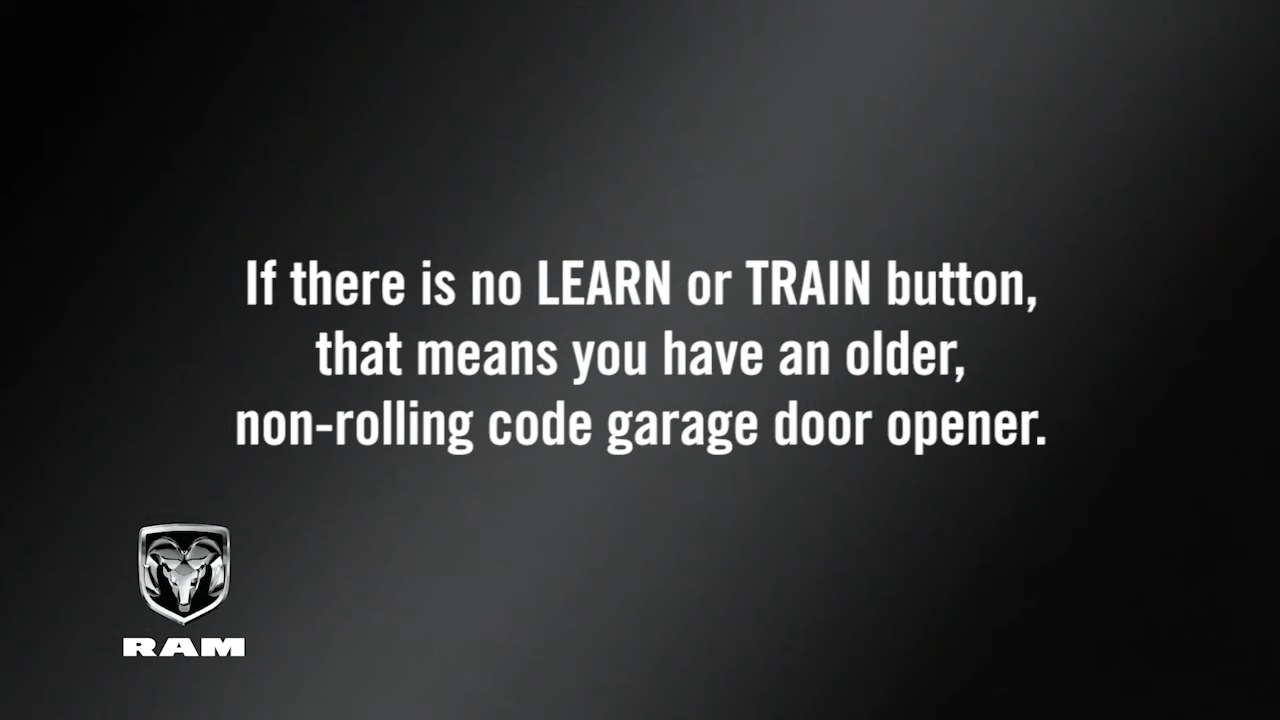 If there is no LEARN or TRAIN button,
that means you have an older,
non-rolling code garage door opener.
RAM